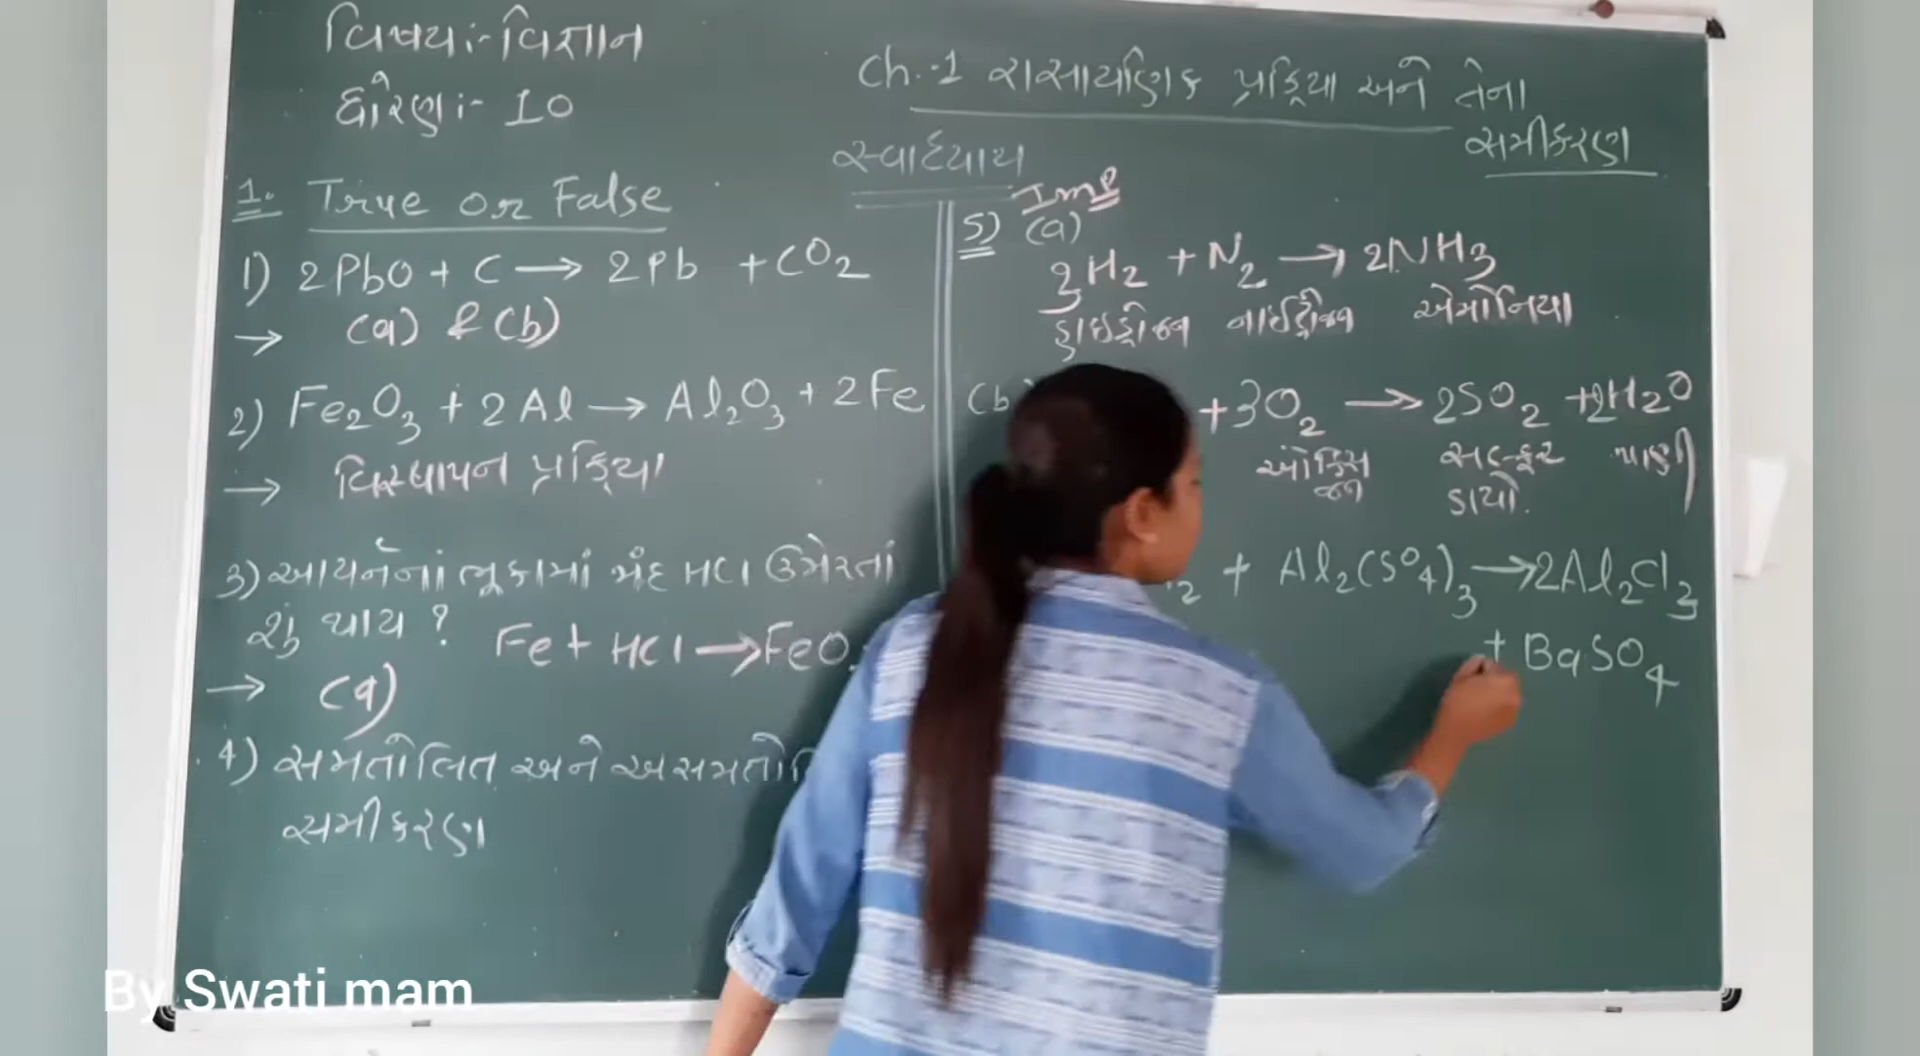 વિષય:- વિજ્ઞાન
ધોરણ:- 10
Ch.-1 રાસાયણિક પ્રક્રિયા અને તેના
સમીકરણ
સ્વાધ્યાય
1. True or False
1) 2PbO + C → 2Pb + CO2
→ (a) & (b)
2) Fe2O3 + 2Al → Al2O3 + 2Fe
→ વિસ્થાપન પ્રક્રિયા
3) આયર્નનાં ભૂકામાં મંદ HCl ઉમેરતાં
શું થાય ? Fe + HCl → FeO
→ (a)
4) સમતોલિત અને અસમતો
સમીકરણ
5) Imp
(a)
3H2 + N2 → 2NH3
હાઇડ્રોજન નાઈટ્રોજન એમોનિયા
(b + 3O2 → 2SO2 + 2H2O
ઓક્સિ સલ્ફર પાણી
જન ડાયો.
2 + Al2(SO4)3 → 2Al2Cl3
+ BaSO4
By Swati mam